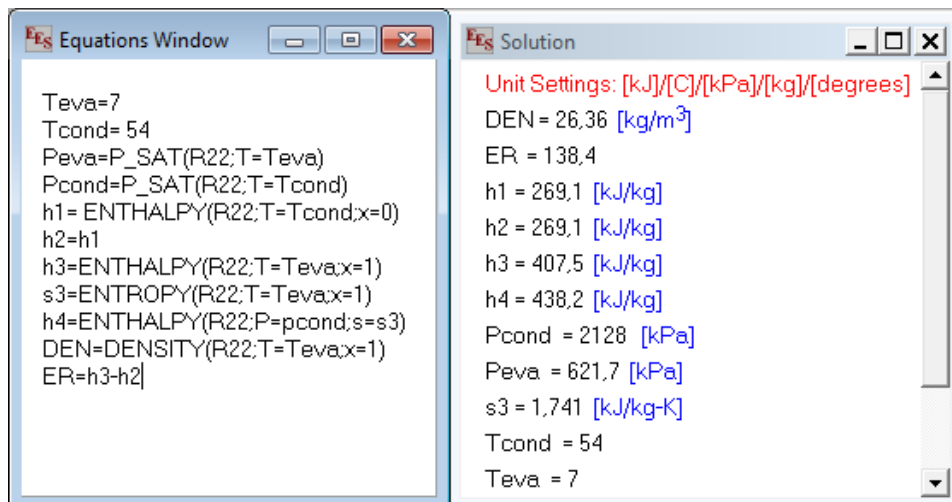 EES Equations Window
Teva=7
Tcond= 54
Peva=P_SAT(R22;T=Teva)
Pcond=P_SAT(R22;T=Tcond)
h1= ENTHALPY(R22;T=Tcond;x=0)
h2=h1
h3=ENTHALPY(R22;T=Teva;x=1)
s3=ENTROPY(R22;T=Teva;x=1)
h4=ENTHALPY(R22;P=pcond;s=s3)
DEN=DENSITY(R22;T=Teva;x=1)
ER=h3-h2
EES Solution
Unit Settings: [kJ]/[C]/[kPa]/[kg]/[degrees]
DEN = 26,36 [kg/m³]
ER = 138,4
h1 = 269,1 [kJ/kg]
h2 = 269,1 [kJ/kg]
h3 = 407,5 [kJ/kg]
h4 = 438,2 [kJ/kg]
Pcond = 2128 [kPa]
Peva = 621,7 [kPa]
s3 = 1,741 [kJ/kg-K]
Tcond = 54
Teva = 7